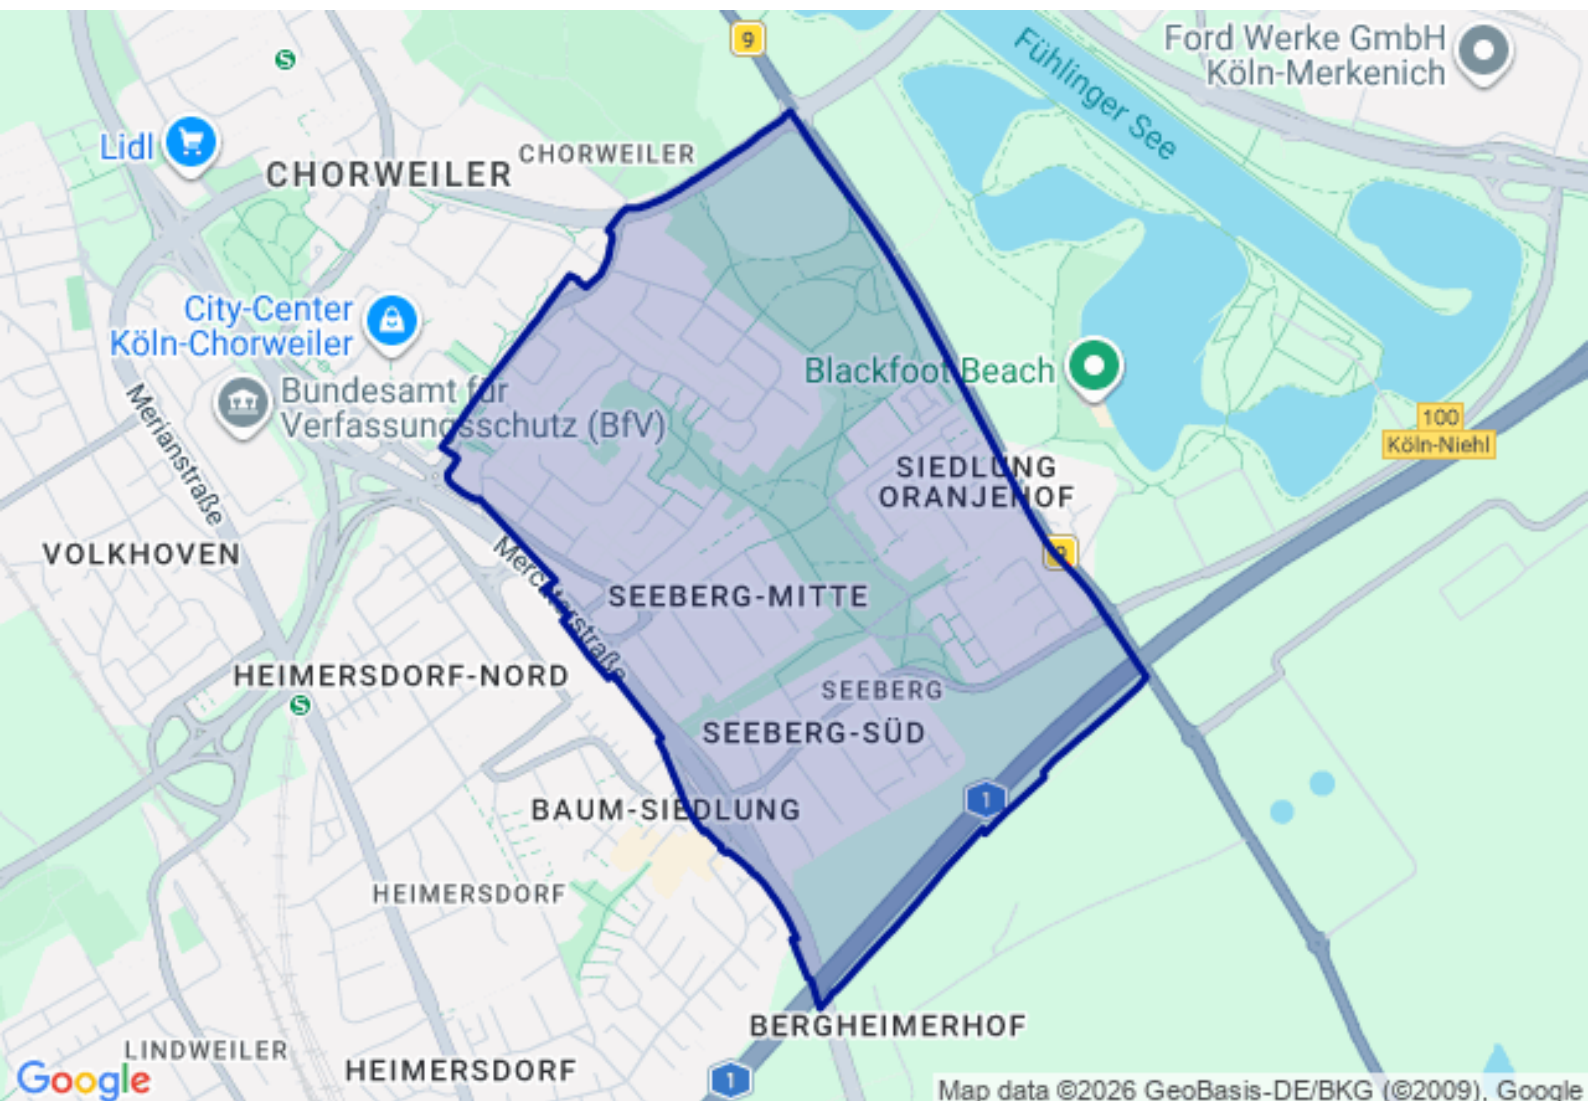 9
Ford Werke GmbH
Köln-Merkenich
Fühlinger See
S
Lidl
CHORWEILER
CHORWEILER
City-Center
Köln-Chorweiler
Blackfoot Beach
Bundesamt für
Verfassungsschutz (BfV)
Merianstraße
100
Köln-Niehl
SIEDLUNG
ORANJEHOF
9
VOLKHOVEN
Mercatorstraße
SEEBERG-MITTE
HEIMERSDORF-NORD
SEEBERG
S
SEEBERG-SÜD
1
BAUM-SIEDLUNG
HEIMERSDORF
BERGHEIMERHOF
LINDWEILER
HEIMERSDORF
1
Google
Map data ©2026 GeoBasis-DE/BKG (©2009), Google